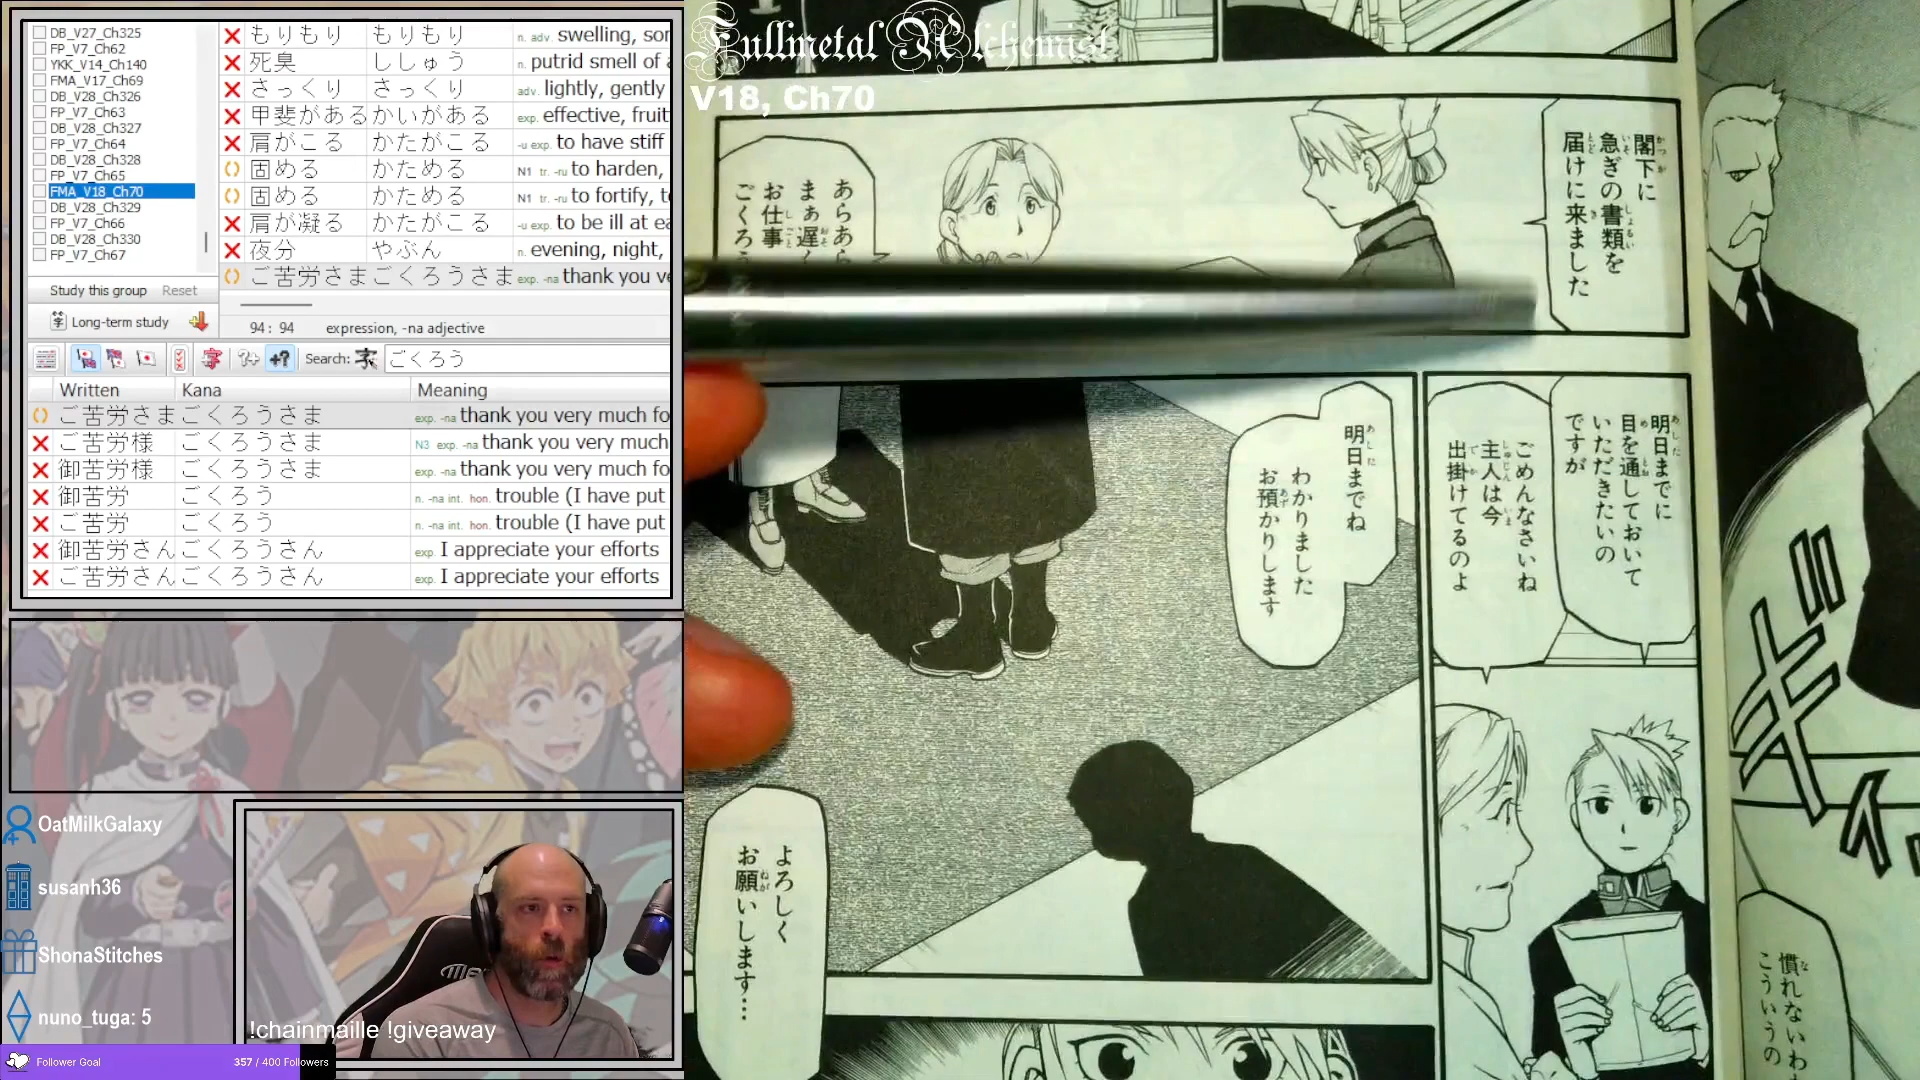 DB_V27_Ch325
FP_V7_Ch62
YKK_V14_Ch140
FMA_V17_Ch69
DB_V28_Ch326
FP_V7_Ch63
DB_V28_Ch327
FP_V7_Ch64
DB_V28_Ch328
FP_V7_Ch65
FMA_V18_Ch70
DB_V28_Ch329
FP_V7_Ch66
DB_V28_Ch330
FP_V7_Ch67
Study this group Reset
Long-term study
もりもり もりもり n. adv. swelling, sor
死臭 ししゅう n. putrid smell of
さっくり さっくり adv. lightly, gently
甲斐がある かいがある exp. effective, fruit
肩がこる かたがこる -u exp. to have stiff
固める かためる N1 tr. -ru to harden,
固める かためる N1 tr. -ru to fortify,
肩が凝る かたがこる -u exp. to be ill at ea
夜分 やぶん n. evening, night,
ご苦労さま ごくろうさま exp. -na thank you ve
94: 94 expression, -na adjective
Search: ごくろう
Written Kana Meaning
ご苦労さま ごくろうさま exp. -na thank you very much fo
ご苦労様 ごくろうさま N3 exp. -na thank you very much
御苦労様 ごくろうさま exp. -na thank you very much fo
御苦労 ごくろう n. -na int. hon. trouble (I have put
ご苦労 ごくろう n. -na int. hon. trouble (I have put
御苦労さん ごくろうさん exp. I appreciate your efforts
ご苦労さん ごくろうさん exp. I appreciate your efforts
OatMilkGalaxy
susanh36
ShonaStitches
nuno_tuga: 5
!chainmaille !giveaway
Follower Goal 357 / 400 Followers
Fullmetal Alchemist
V18, Ch70
閣下に
急ぎの書類を
届けに来ました
あらあら
まぁ遅く
お仕事
ごくろう
明日までに
目を通しておいて
いただきたいの
ですが
ごめんなさいね
主人は今
出掛けてるのよ
明日までね
わかりました
お預かりします
よろしく
お願いします…
慣れないわ
こういうの